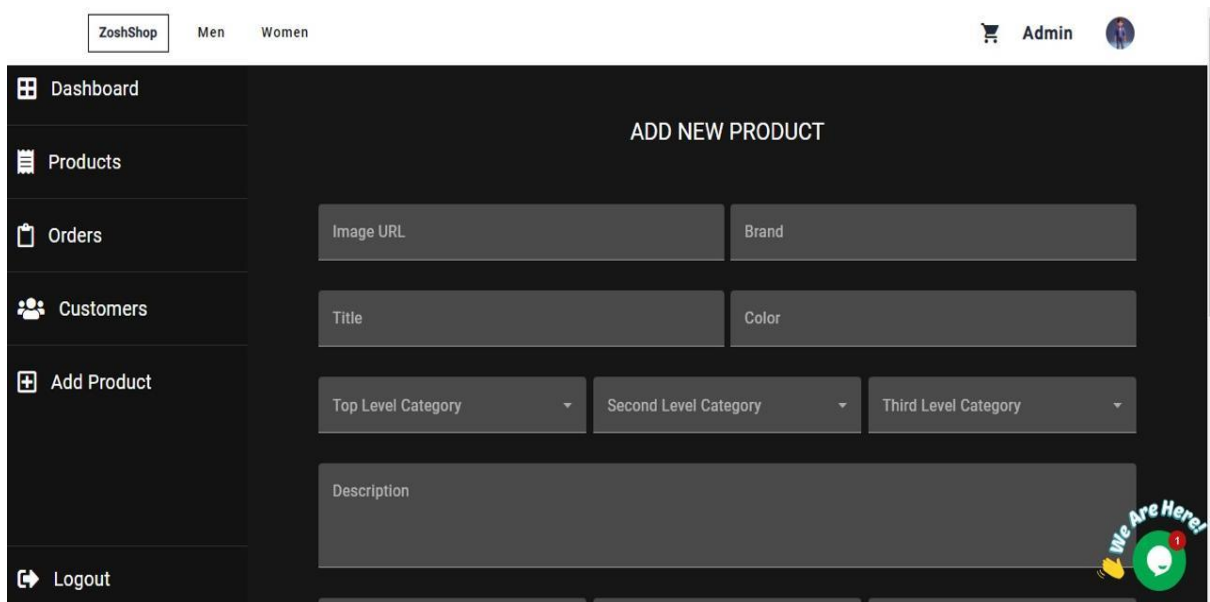 ZoshShop Men Women Admin
Dashboard
ADD NEW PRODUCT
Products
Image URL Brand
Orders
Customers
Title Color
Add Product
Top Level Category Second Level Category Third Level Category
Description
We Are Here!
1
Logout